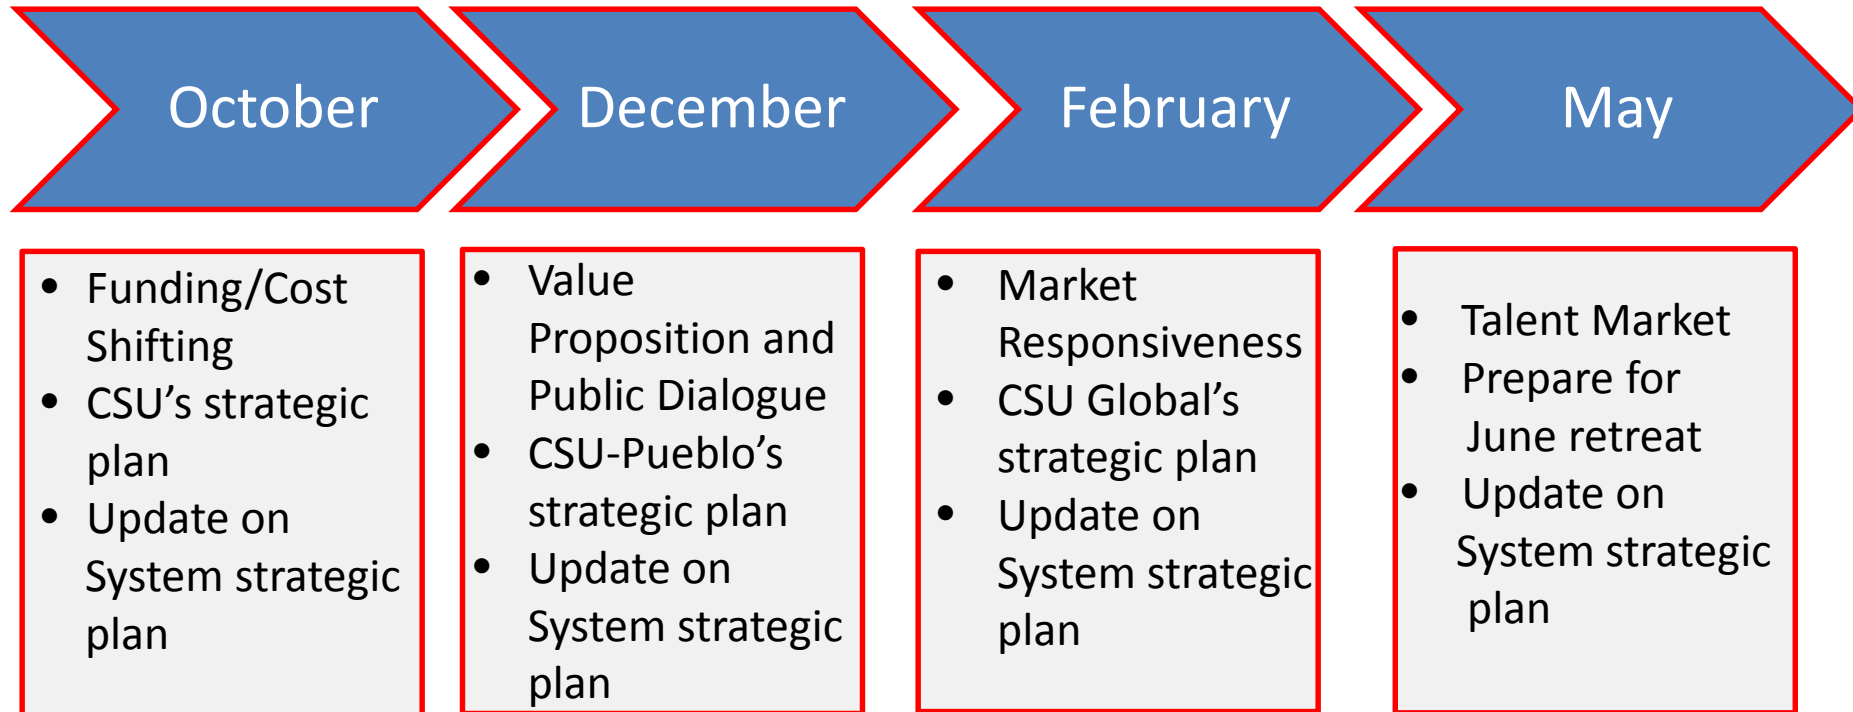 October
December
February
May
• Funding/Cost
Shifting
• CSU’s strategic
plan
• Update on
System strategic
plan
• Value
Proposition and
Public Dialogue
• CSU-Pueblo’s
strategic plan
• Update on
System strategic
plan
• Market
Responsiveness
• CSU Global’s
strategic plan
• Update on
System strategic
plan
• Talent Market
• Prepare for
June retreat
• Update on
System strategic
plan